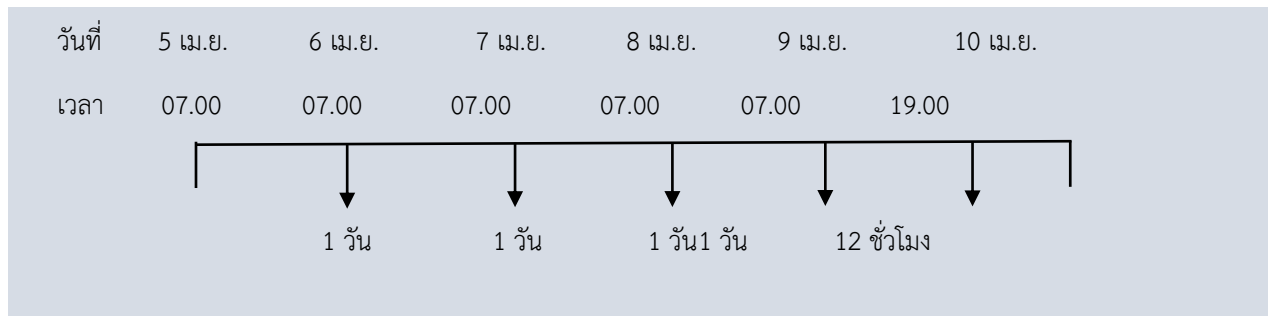 วันที่ 5 เม.ย. 6 เม.ย. 7 เม.ย. 8 เม.ย. 9 เม.ย. 10 เม.ย.
เวลา 07.00 07.00 07.00 07.00 07.00 19.00
1 วัน 1 วัน 1 วัน1 วัน 12 ชั่วโมง